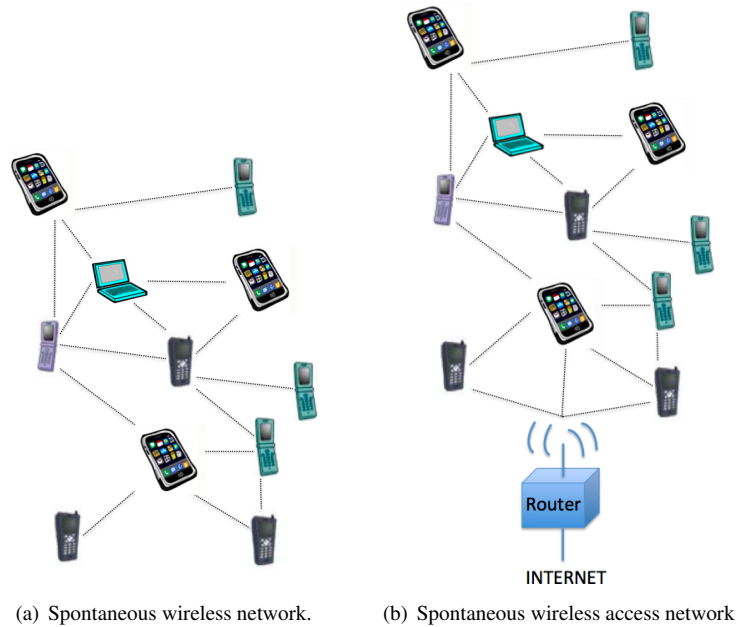 Router
INTERNET
(a) Spontaneous wireless network.
(b) Spontaneous wireless access network